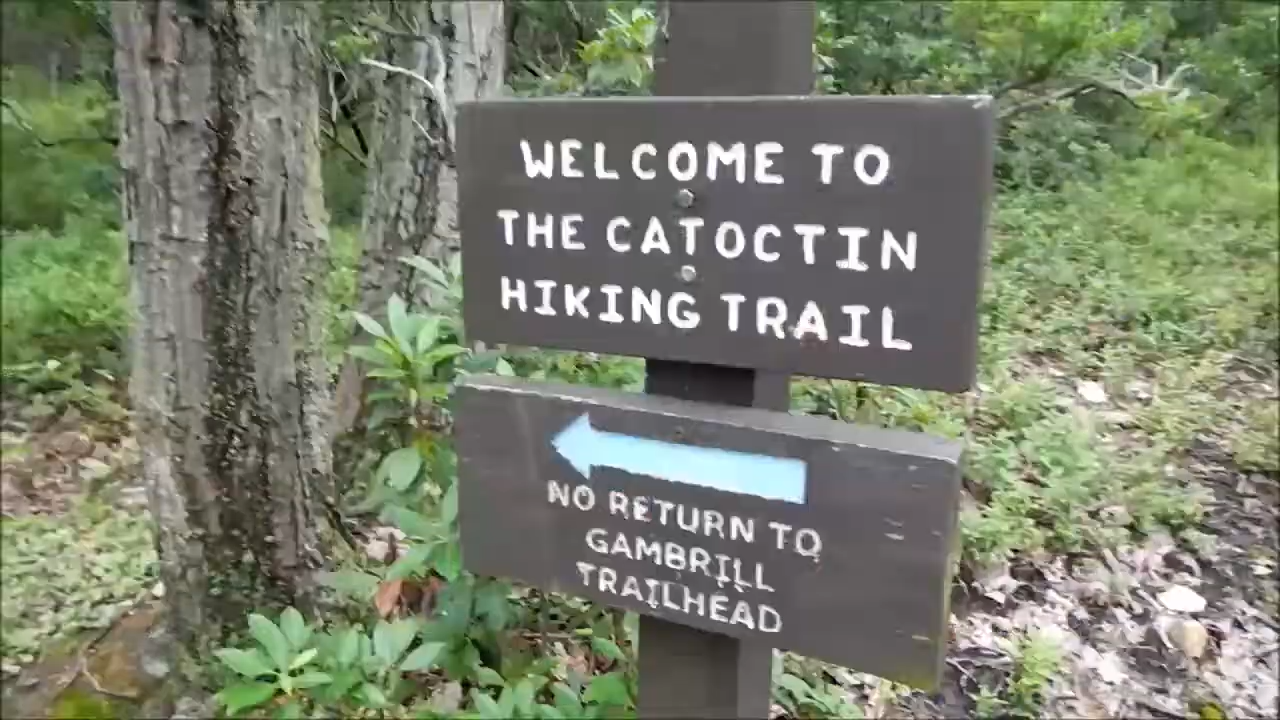 WELCOME TO
THE CATOCTIN
HIKING TRAIL
NO RETURN TO
GAMBRILL
TRAILHEAD